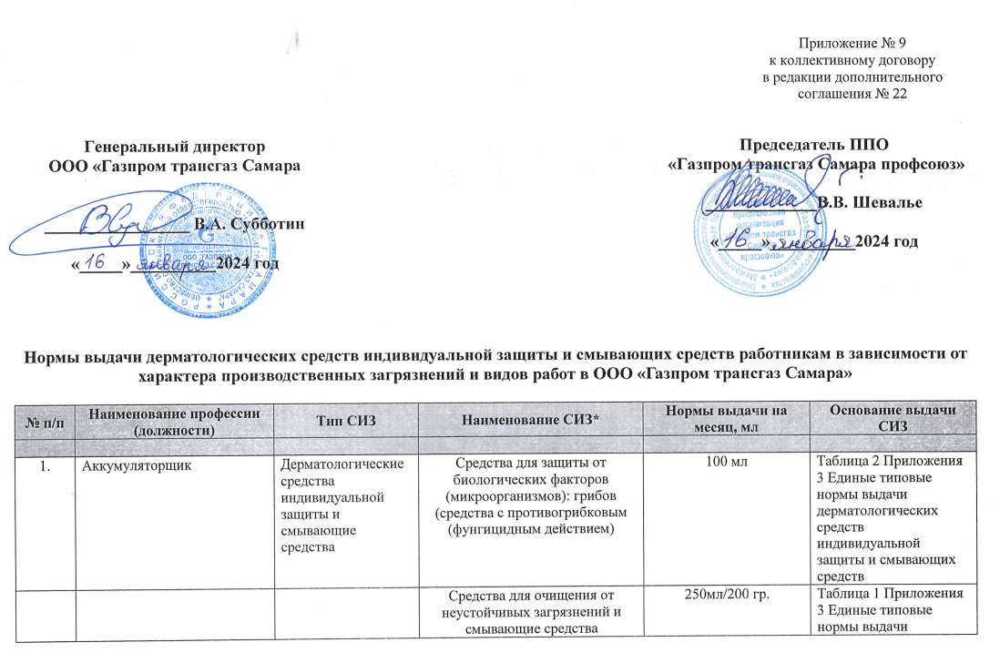 Приложение № 9
к коллективному договору
в редакции дополнительного
соглашения № 22
Генеральный директор
ООО «Газпром трансгаз Самара
В.А. Субботин
«16» января 2024 год
Председатель ППО
«Газпром трансгаз Самара профсоюз»
В.В. Шевалье
«16» января 2024 год
Нормы выдачи дерматологических средств индивидуальной защиты и смывающих средств работникам в зависимости от
характера производственных загрязнений и видов работ в ООО «Газпром трансгаз Самара»
№ п/п
Наименование профессии
(должности)
Тип СИЗ
Наименование СИЗ*
Нормы выдачи на
месяц, мл
Основание выдачи
СИЗ
1.
Аккумуляторщик
Дерматологические
средства
индивидуальной
защиты и
смывающие
средства
Средства для защиты от
биологических факторов
(микроорганизмов): грибов
(средства с противогрибковым
(фунгицидным действием)
100 мл
Таблица 2 Приложения
3 Единые типовые
нормы выдачи
дерматологических
средств
индивидуальной
защиты и смывающих
средств
Средства для очищения от
неустойчивых загрязнений и
смывающие средства
250мл/200 гр.
Таблица 1 Приложения
3 Единые типовые
нормы выдачи